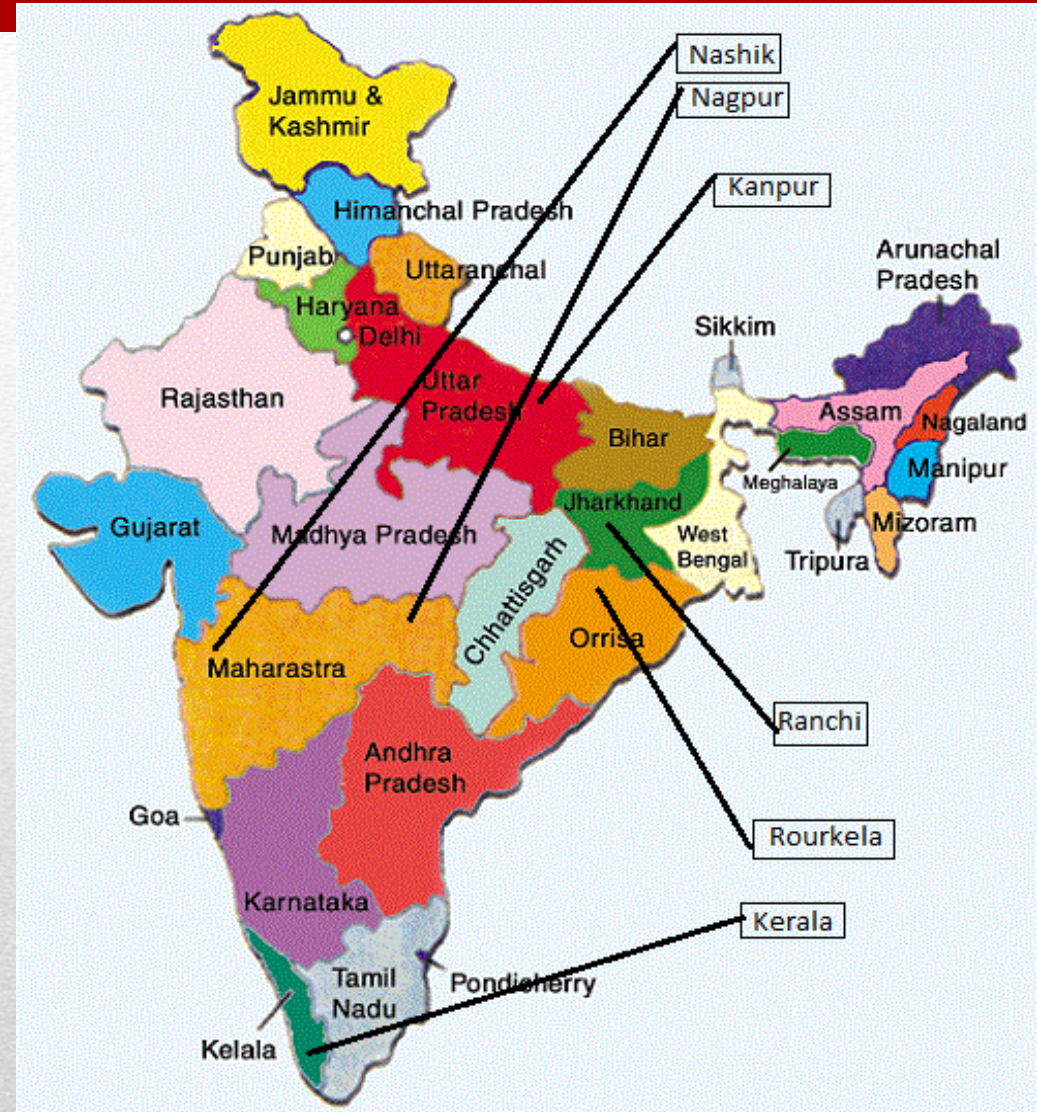 Nashik
Nagpur
Jammu &
Kashmir
Kanpur
Himanchal Pradesh
Punjab
Uttaranchal
Arunachal
Pradesh
Haryana
Delhi
Sikkim
Uttar
Pradesh
Rajasthan
Assam
Nagaland
Bihar
Manipur
Meghalaya
Jharkhand
Gujarat
Madhya Pradesh
West
Bengal
Mizoram
Tripura
Chhattisgarh
Orrisa
Maharastra
Ranchi
Andhra
Pradesh
Goa
Rourkela
Karnataka
Kerala
Tamil
Nadu
Pondicherry
Kelala